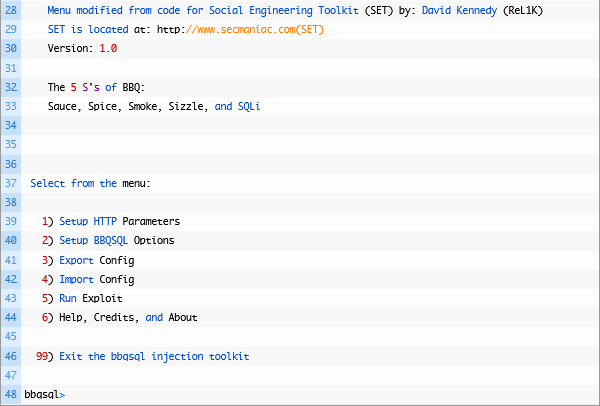 28 Menu modified from code for Social Engineering Toolkit (SET) by: David Kennedy (ReL1K)
29 SET is located at: http://www.secmaniac.com(SET)
30 Version: 1.0
31
32 The 5 S's of BBQ:
33 Sauce, Spice, Smoke, Sizzle, and SQLi
34
35
36
37 Select from the menu:
38
39 1) Setup HTTP Parameters
40 2) Setup BBQSQL Options
41 3) Export Config
42 4) Import Config
43 5) Run Exploit
44 6) Help, Credits, and About
45
46 99) Exit the bbqsql injection toolkit
47
48 bbqsql>